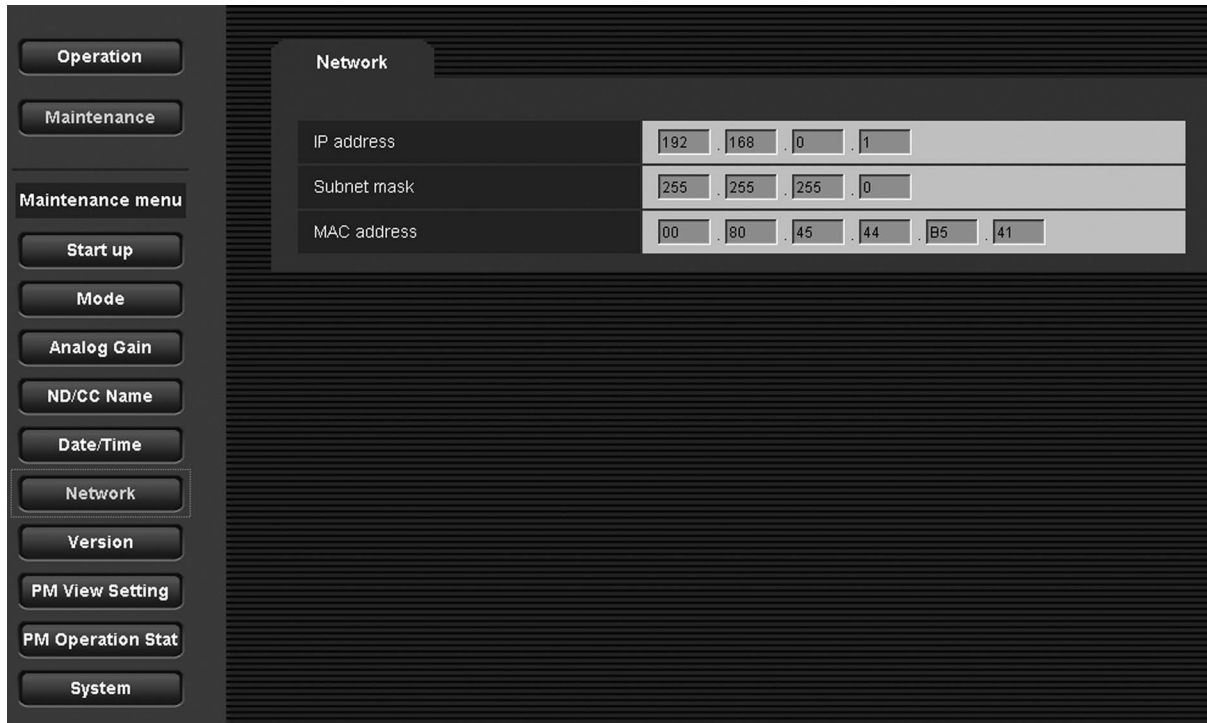 Operation
Maintenance
Maintenance menu
Start up
Mode
Analog Gain
ND/CC Name
Date/Time
Network
Version
PM View Setting
PM Operation Stat
System
Network
IP address 192 . 168 . 0 . 1
Subnet mask 255 . 255 . 255 . 0
MAC address 00 . 80 . 45 . 44 . B5 . 41